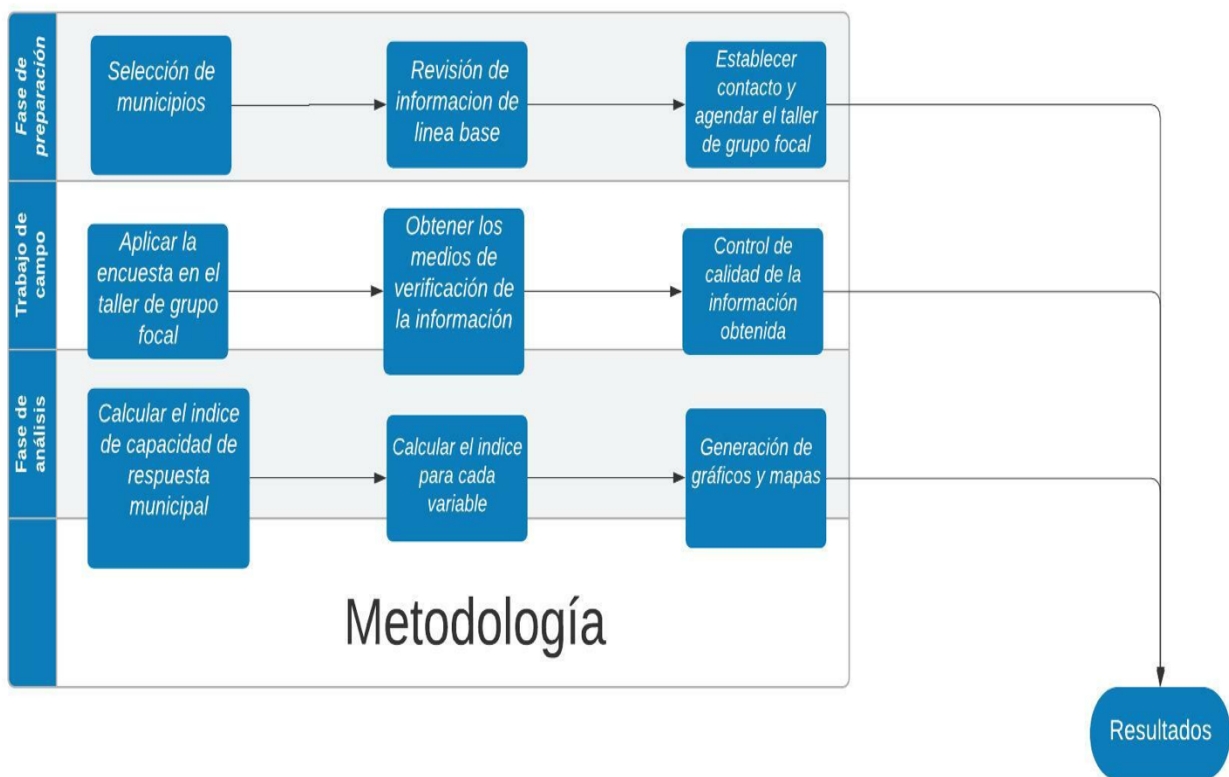 Fase de
preparación
Selección de
municipios
Revisión de
informacion de
linea base
Establecer
contacto y
agendar el taller
de grupo focal
Trabajo de
campo
Aplicar la
encuesta en el
taller de grupo
focal
Obtener los
medios de
verificación de
la información
Control de
calidad de la
información
obtenida
Fase de
análisis
Calcular el indice
de capacidad de
respuesta
municipal
Calcular el indice
para cada
variable
Generación de
gráficos y mapas
Metodología
Resultados